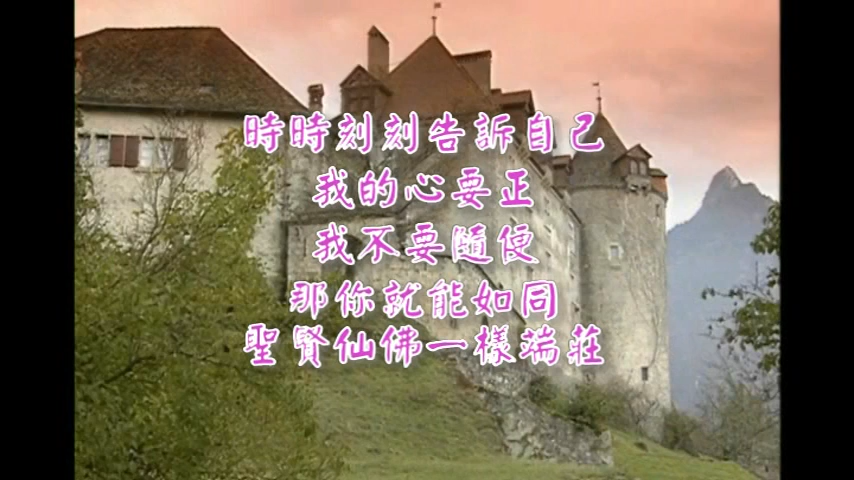 時時刻刻告訴自己
我的心要正
我不要隨便
那你就能如同
聖賢仙佛一樣端莊